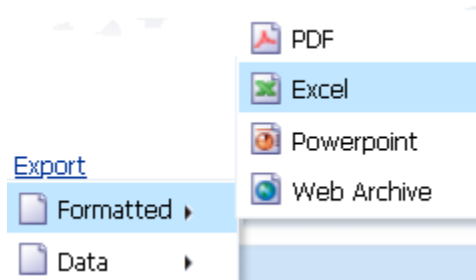 PDF
Excel
Powerpoint
Web Archive
Export
Formatted
Data